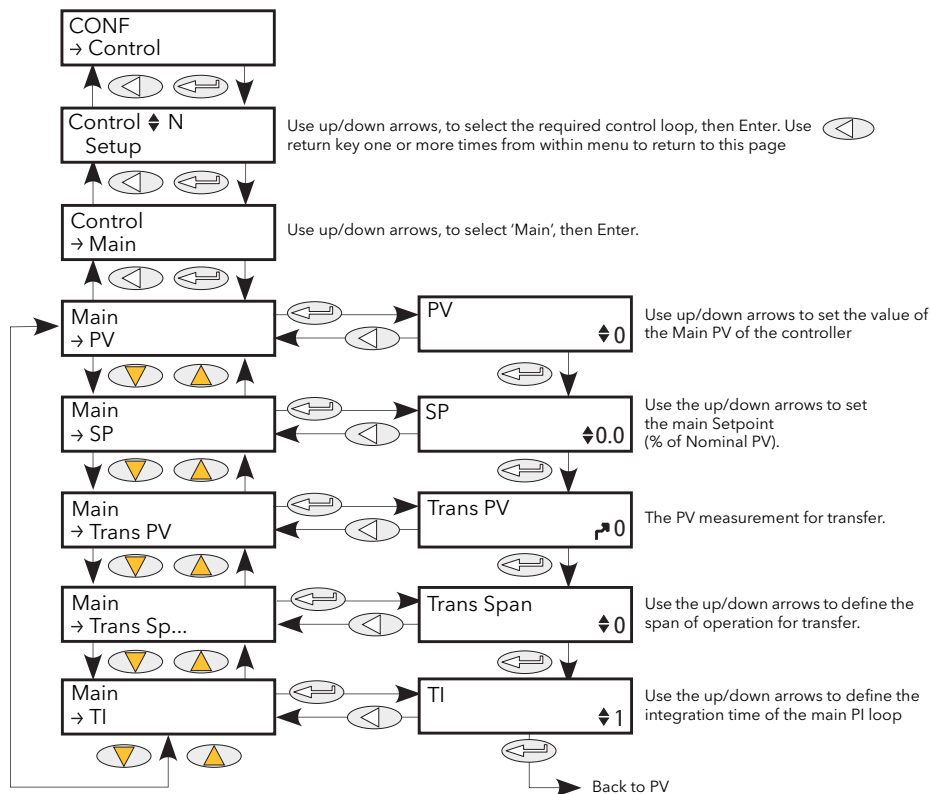 CONF
→ Control
Control ♦ N
Setup
Use up/down arrows, to select the required control loop, then Enter. Use
return key one or more times from within menu to return to this page
Control
→ Main
Use up/down arrows, to select 'Main', then Enter.
Main
→ PV
PV
♦0
Use up/down arrows to set the value of
the Main PV of the controller
Main
→ SP
SP
♦0.0
Use the up/down arrows to set
the main Setpoint
(% of Nominal PV).
Main
→ Trans PV
Trans PV
0
The PV measurement for transfer.
Main
→ Trans Sp...
Trans Span
♦0
Use the up/down arrows to define the
span of operation for transfer.
Main
→ TI
TI
♦1
Use the up/down arrows to define the
integration time of the main PI loop
Back to PV